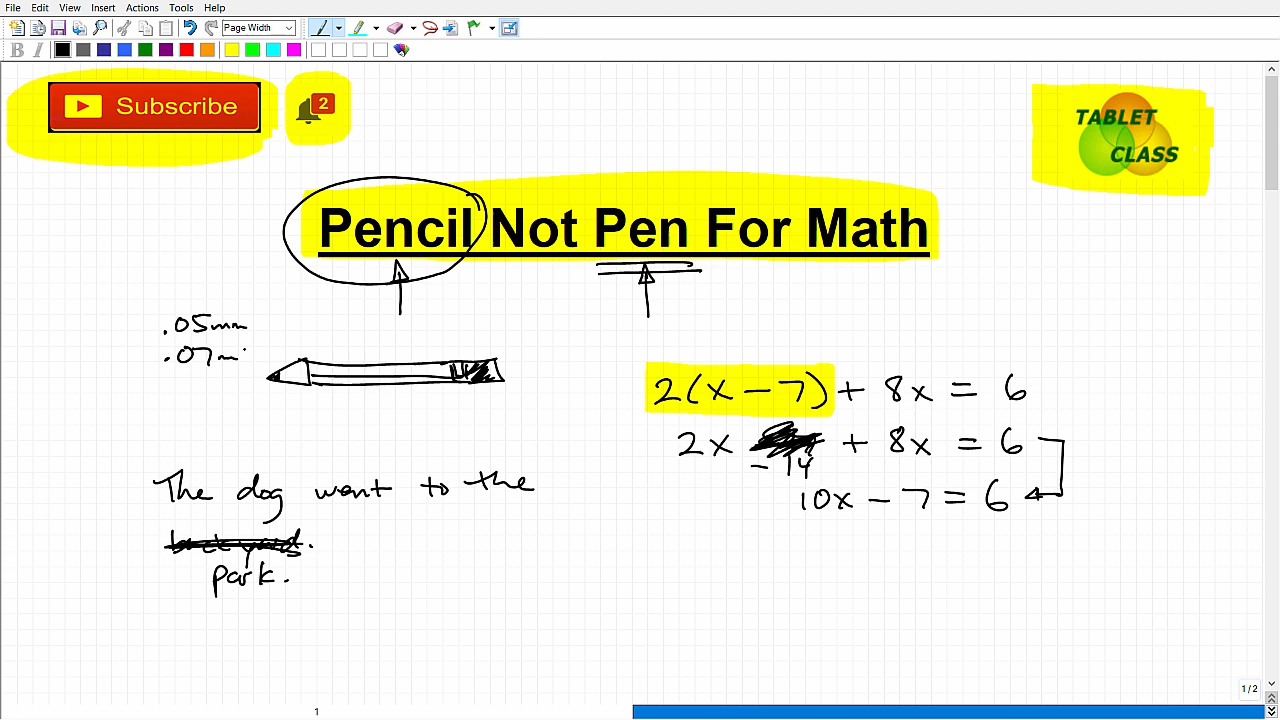 File Edit View Insert Actions Tools Help
Page Width
B I
Subscribe
2
TABLET
CLASS
Pencil Not Pen For Math
.05mm
.07m
2(x - 7) + 8x = 6
2x + 8x = 6
- 14
10x - 7 = 6
The dog went to the
backyard.
park.
1/2
1